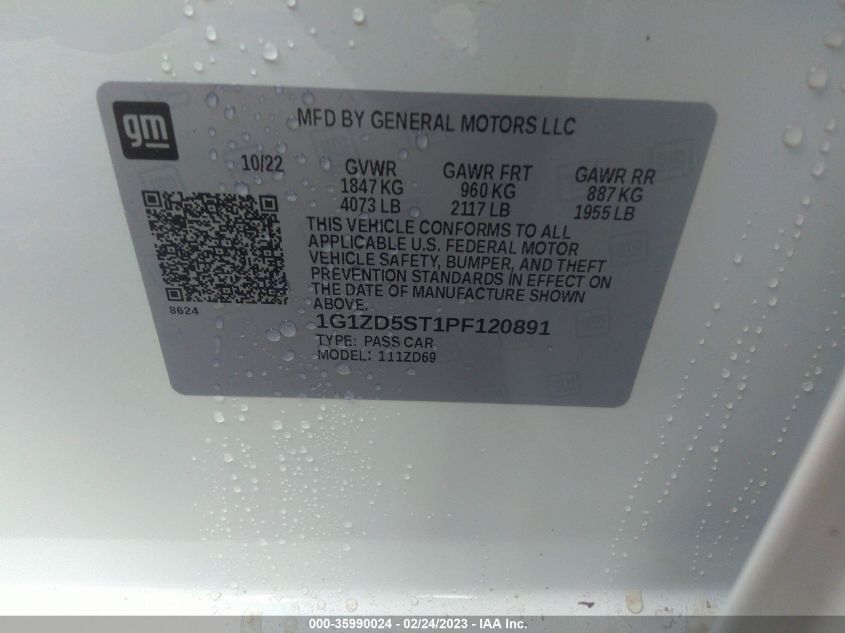 gm
MFD BY GENERAL MOTORS LLC
10/22 GVWR GAWR FRT GAWR RR
1847 KG 960 KG 887 KG
4073 LB 2117 LB 1955 LB
THIS VEHICLE CONFORMS TO ALL
APPLICABLE U.S. FEDERAL MOTOR
VEHICLE SAFETY, BUMPER, AND THEFT
PREVENTION STANDARDS IN EFFECT ON
THE DATE OF MANUFACTURE SHOWN
ABOVE.
8624
1G1ZD5ST1PF120891
TYPE: PASS CAR
MODEL: 111ZD69
000-35990024 - 02/24/2023 - IAA Inc.